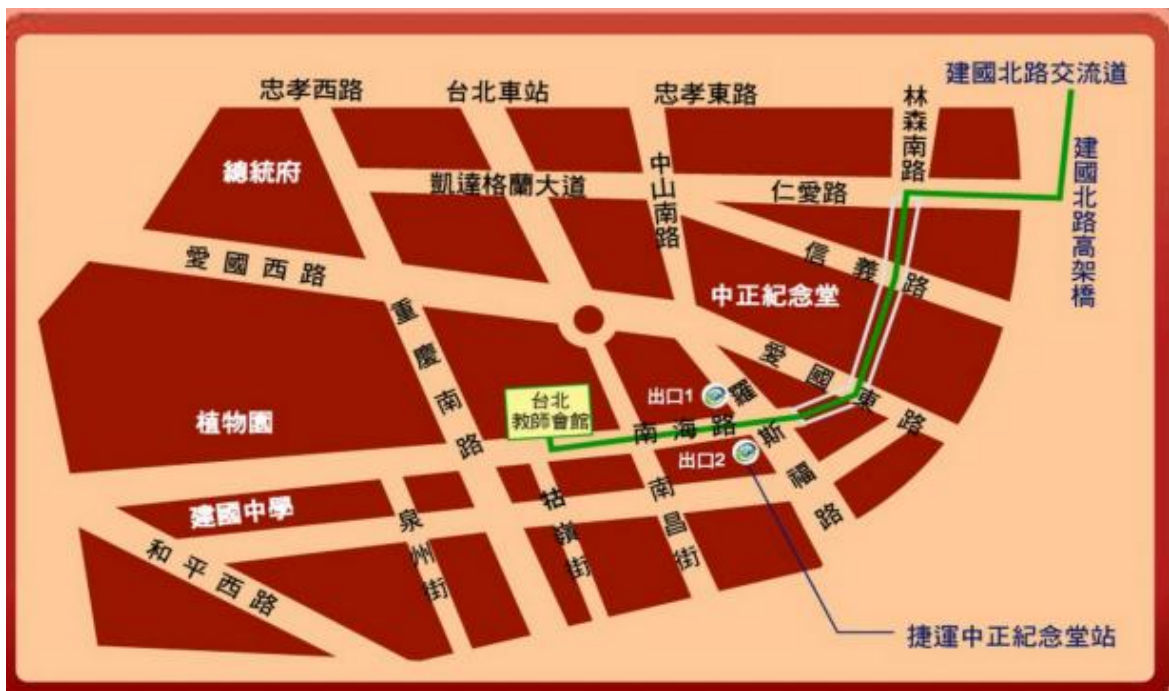 建國北路交流道
忠孝西路
台北車站
忠孝東路
林森南路
建國北路高架橋
總統府
中山南路
凱達格蘭大道
仁愛路
愛國西路
信義路
中正紀念堂
重慶南路
愛國東路
出口1
羅斯福路
台北
教師會館
植物園
南海路
出口2
建國中學
泉州街
牯嶺街
南昌街
和平西路
捷運中正紀念堂站